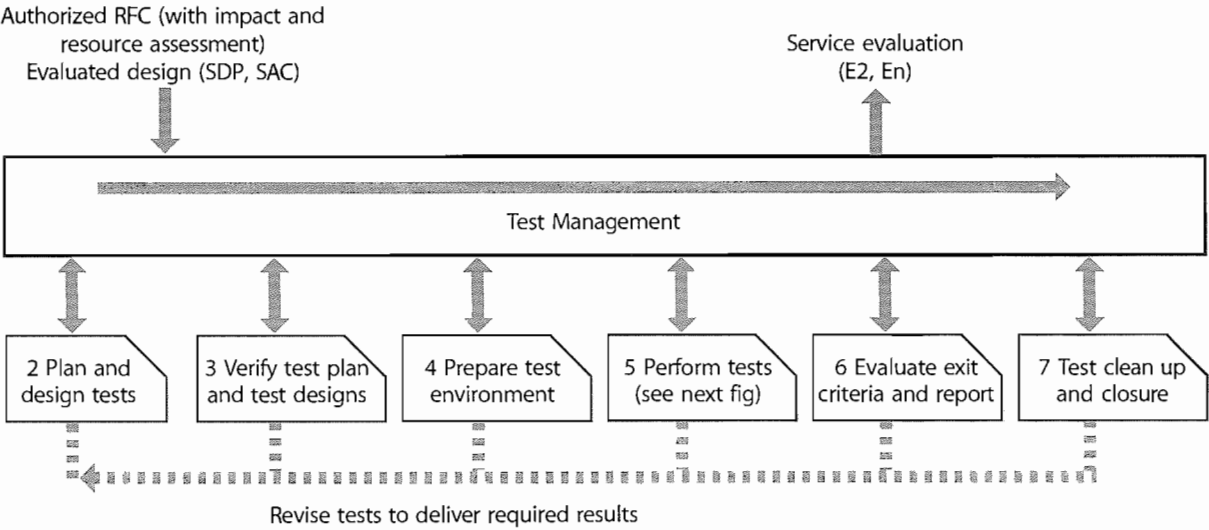 Authorized RFC (with impact and
resource assessment)
Evaluated design (SDP, SAC)
Service evaluation
(E2, En)
Test Management
2 Plan and
design tests
3 Verify test plan
and test designs
4 Prepare test
environment
5 Perform tests
(see next fig)
6 Evaluate exit
criteria and report
7 Test clean up
and closure
Revise tests to deliver required results